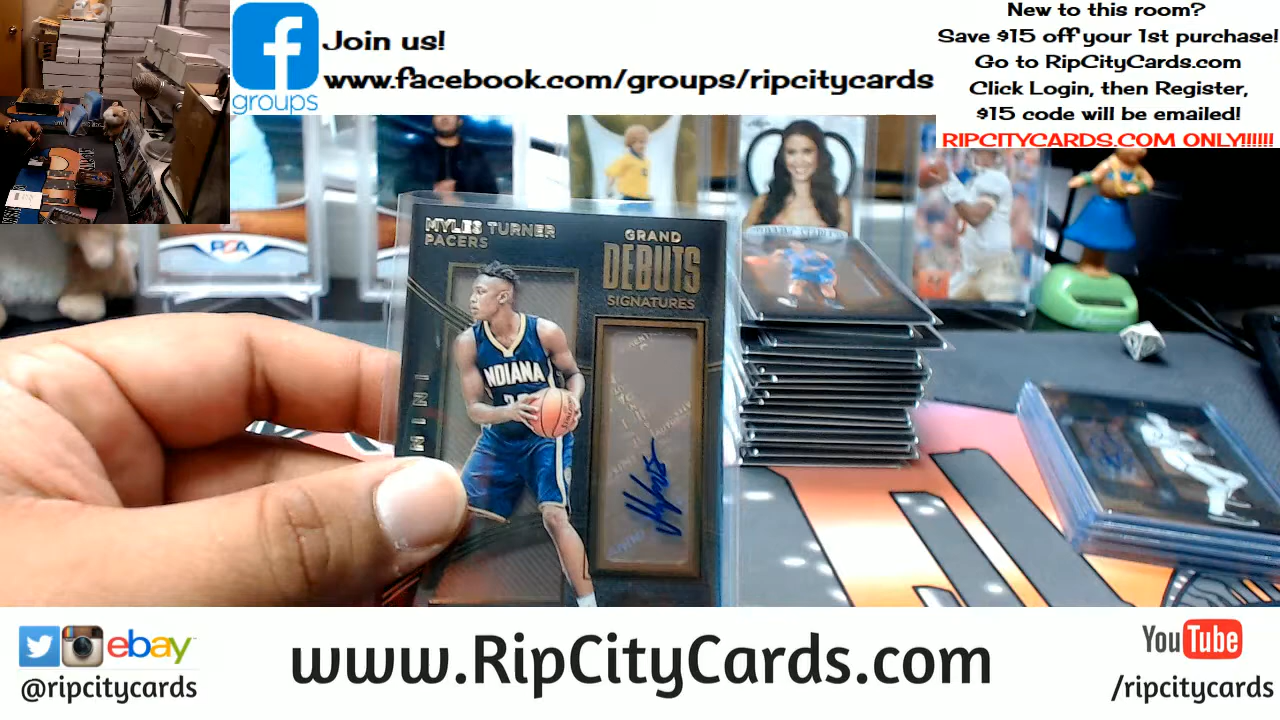 Join us!
www.facebook.com/groups/ripcitycards
groups
New to this room?
Save $15 off your 1st purchase!
Go to RipCityCards.com
Click Login, then Register,
$15 code will be emailed!
RIPCITYCARDS.COM ONLY!!!!!!
PSA
MYLES TURNER
PACERS
GRAND
DEBUTS
SIGNATURES
INDIANA
ebay
@ripcitycards
www.RipCityCards.com
YouTube
/ripcitycards